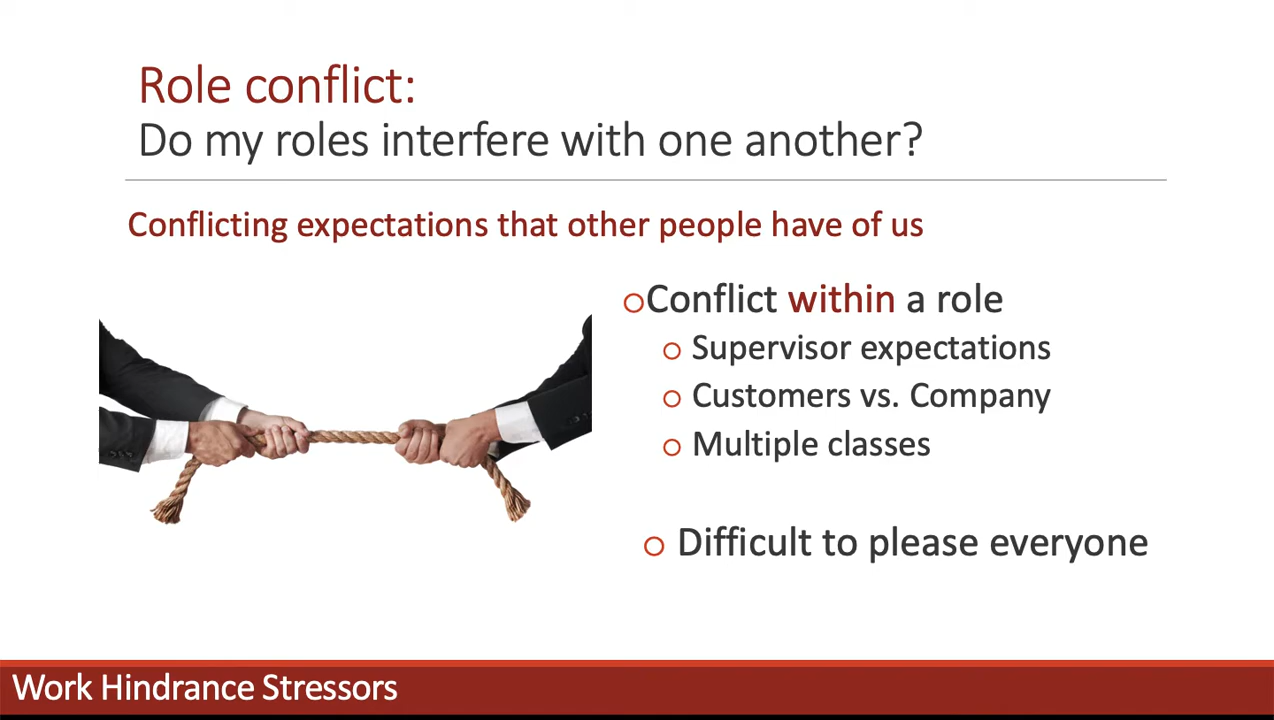 Role conflict:
Do my roles interfere with one another?
Conflicting expectations that other people have of us
Conflict within a role
Supervisor expectations
Customers vs. Company
Multiple classes
Difficult to please everyone
Work Hindrance Stressors